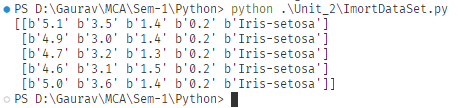 PS D:\Gaurav\MCA\Sem-1\Python> python .\Unit_2\ImortDataSet.py
[[b'5.1' b'3.5' b'1.4' b'0.2' b'Iris-setosa']
 [b'4.9' b'3.0' b'1.4' b'0.2' b'Iris-setosa']
 [b'4.7' b'3.2' b'1.3' b'0.2' b'Iris-setosa']
 [b'4.6' b'3.1' b'1.5' b'0.2' b'Iris-setosa']
 [b'5.0' b'3.6' b'1.4' b'0.2' b'Iris-setosa']]
PS D:\Gaurav\MCA\Sem-1\Python>